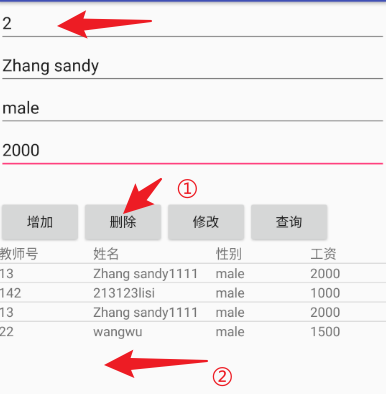 2
Zhang sandy
male
2000
①
增加 删除 修改 查询
教师号 姓名 性别 工资
13 Zhang sandy1111 male 2000
142 213123lisi male 1000
13 Zhang sandy1111 male 2000
22 wangwu male 1500
②